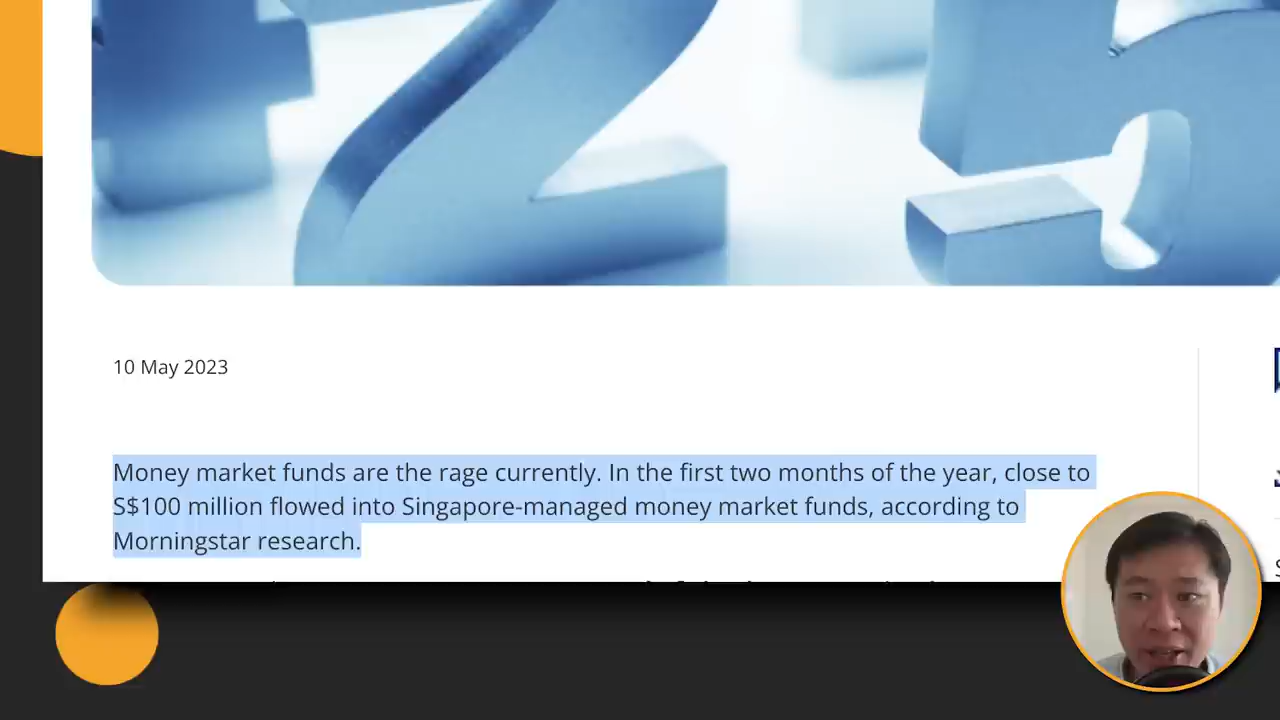 10 May 2023
Money market funds are the rage currently. In the first two months of the year, close to
S$100 million flowed into Singapore-managed money market funds, according to
Morningstar research.